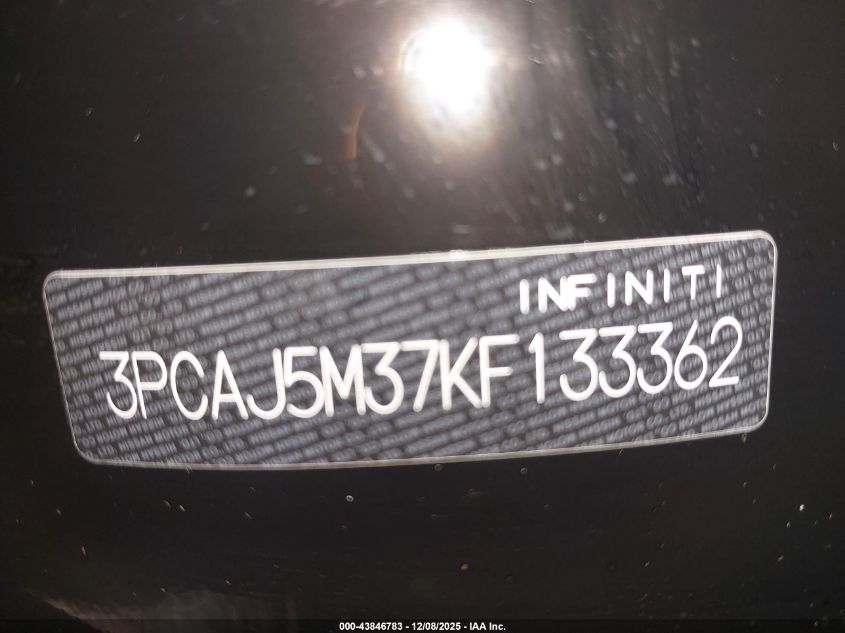 INFINITI
3PCAJ5M37KF133362
000-43846783 - 12/08/2025 - IAA Inc.